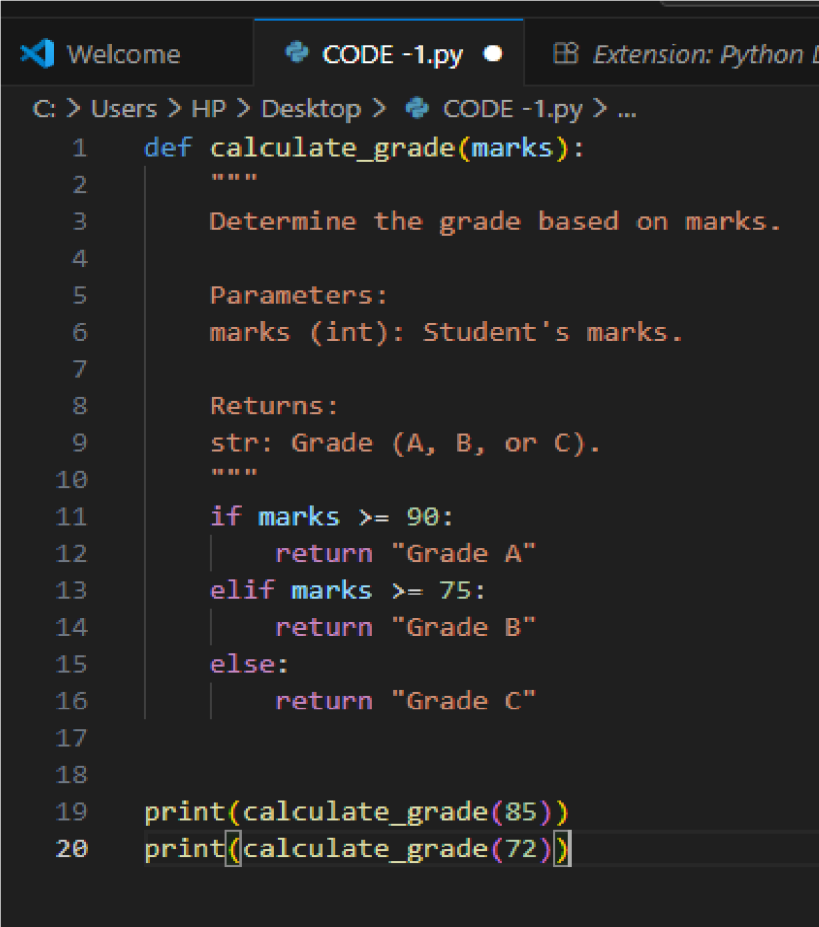 Welcome CODE -1.py Extension: Python
C: > Users > HP > Desktop > CODE -1.py > ...
1 def calculate_grade(marks):
2     """
3     Determine the grade based on marks.
4
5     Parameters:
6     marks (int): Student's marks.
7
8     Returns:
9     str: Grade (A, B, or C).
10     """
11     if marks >= 90:
12         return "Grade A"
13     elif marks >= 75:
14         return "Grade B"
15     else:
16         return "Grade C"
17
18
19 print(calculate_grade(85))
20 print(calculate_grade(72))